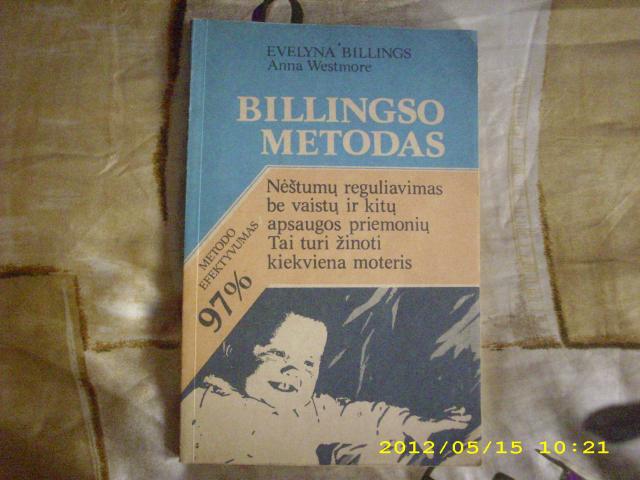 EVELYNA BILLINGS
Anna Westmore
BILLINGSO
METODAS
Nėštumų reguliavimas
be vaistų ir kitų
apsaugos priemonių
Tai turi žinoti
kiekviena moteris
METODO
EFEKTYVUMAS
97%
2012/05/15 10:21